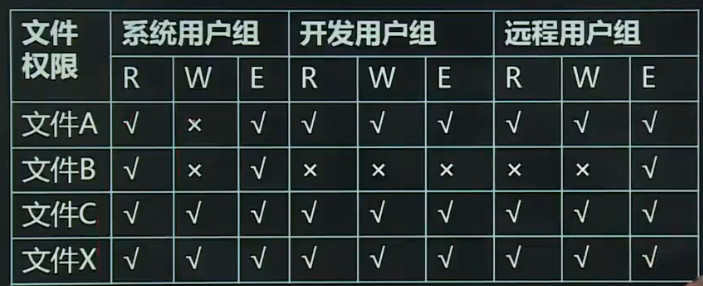 文件权限 系统用户组 开发用户组 远程用户组
R W E R W E R W E
文件A √ × √ √ √ √ √ √ √
文件B √ × √ × × × × × √
文件C √ √ √ √ √ √ √ √ √
文件X √ √ √ √ √ √ √ √ √